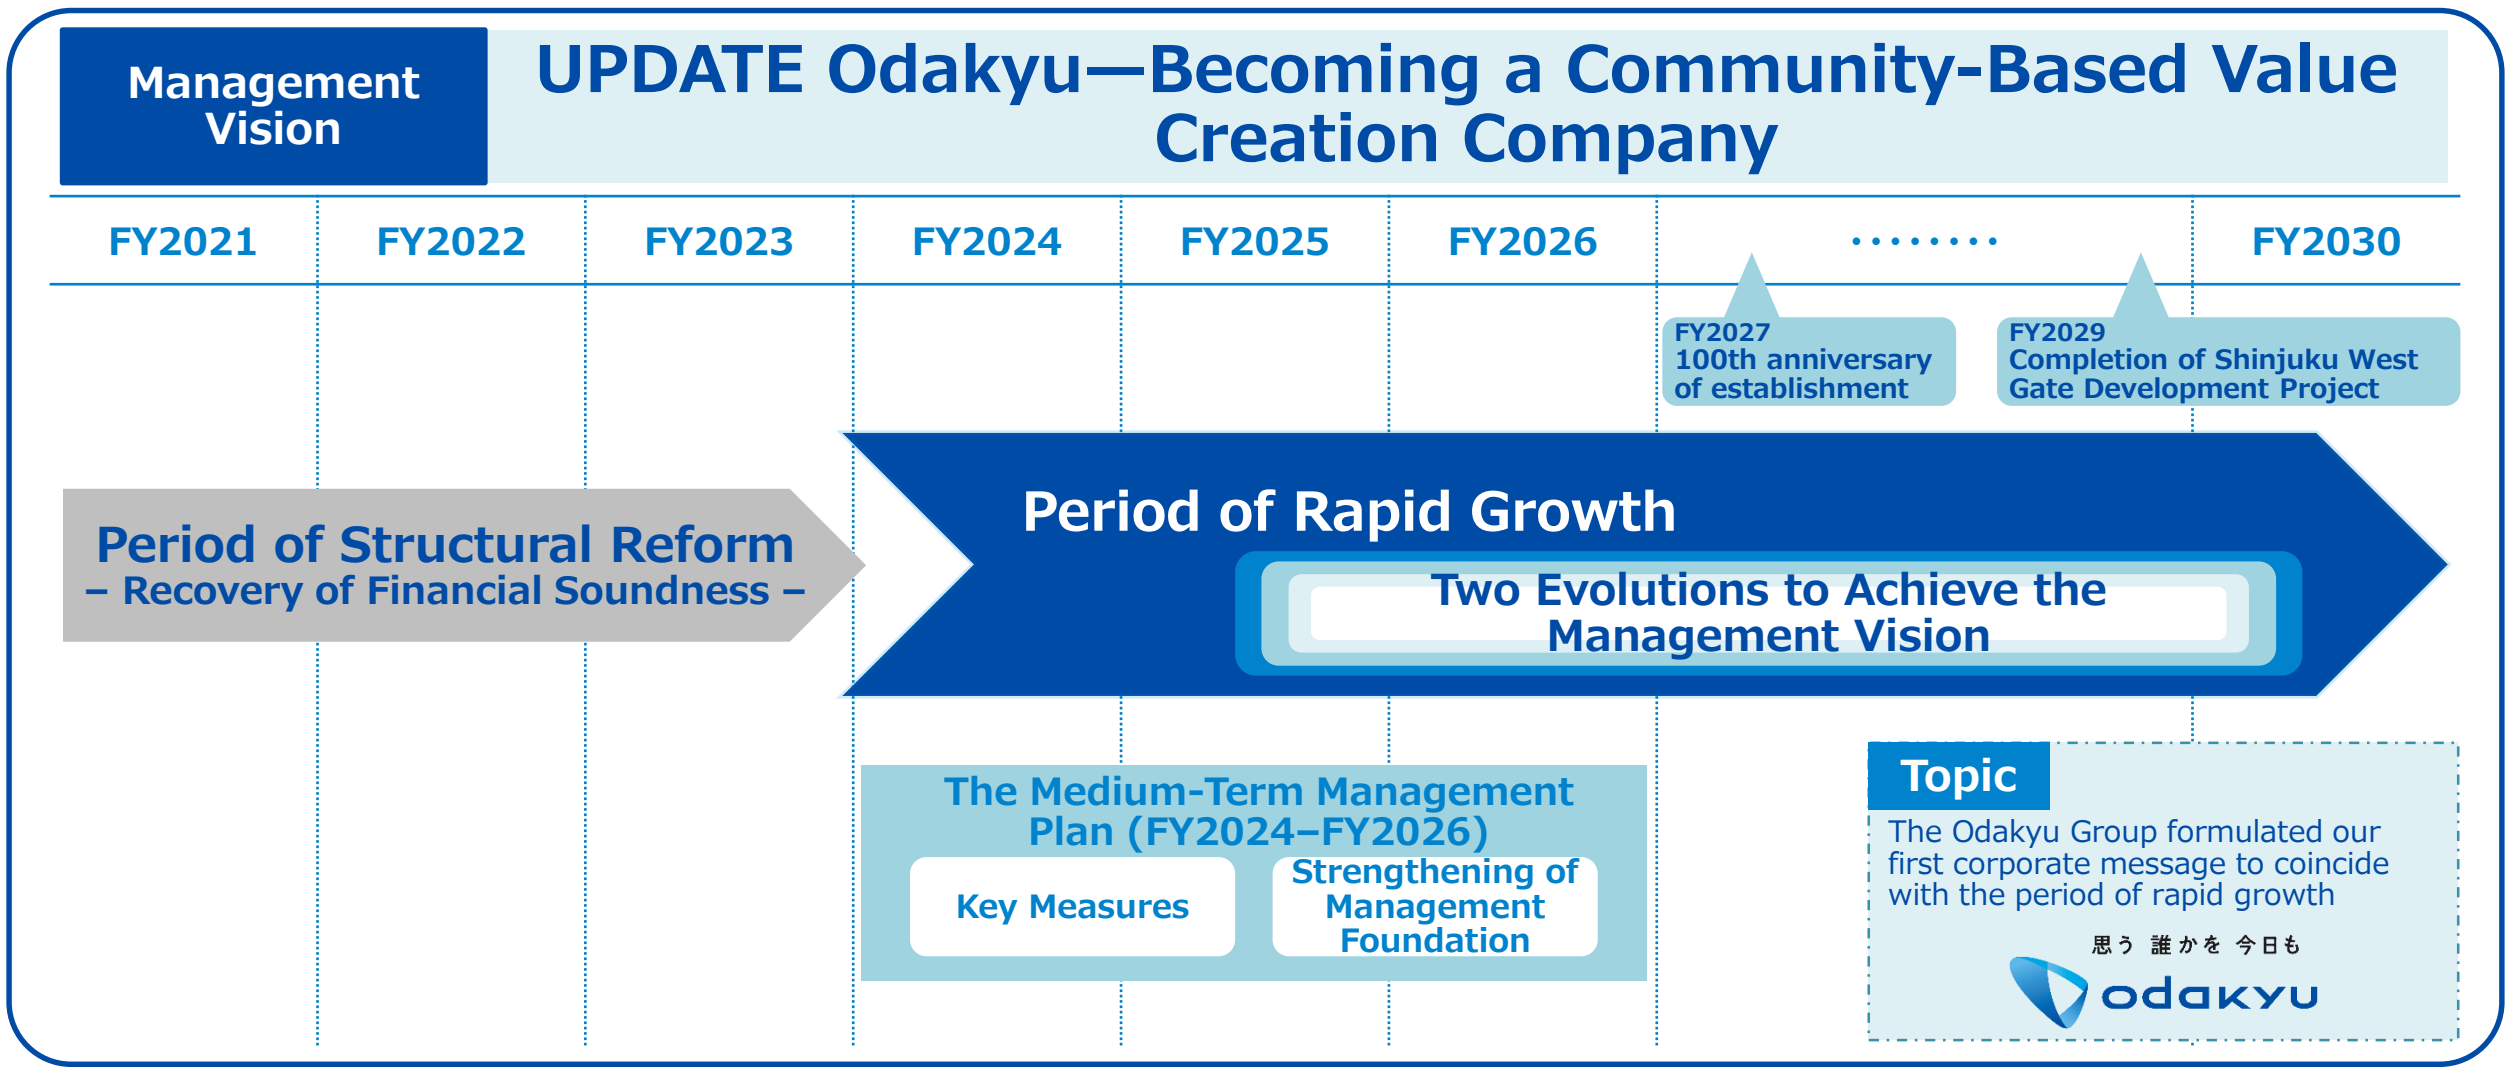 Management
Vision
UPDATE Odakyu—Becoming a Community-Based Value
Creation Company
FY2021
FY2022
FY2023
FY2024
FY2025
FY2026
........
FY2030
FY2027
100th anniversary
of establishment
FY2029
Completion of Shinjuku West
Gate Development Project
Period of Structural Reform
– Recovery of Financial Soundness –
Period of Rapid Growth
Two Evolutions to Achieve the
Management Vision
The Medium-Term Management
Plan (FY2024–FY2026)
Key Measures
Strengthening of
Management
Foundation
Topic
The Odakyu Group formulated our
first corporate message to coincide
with the period of rapid growth
思う 誰かを 今日も
odakyu